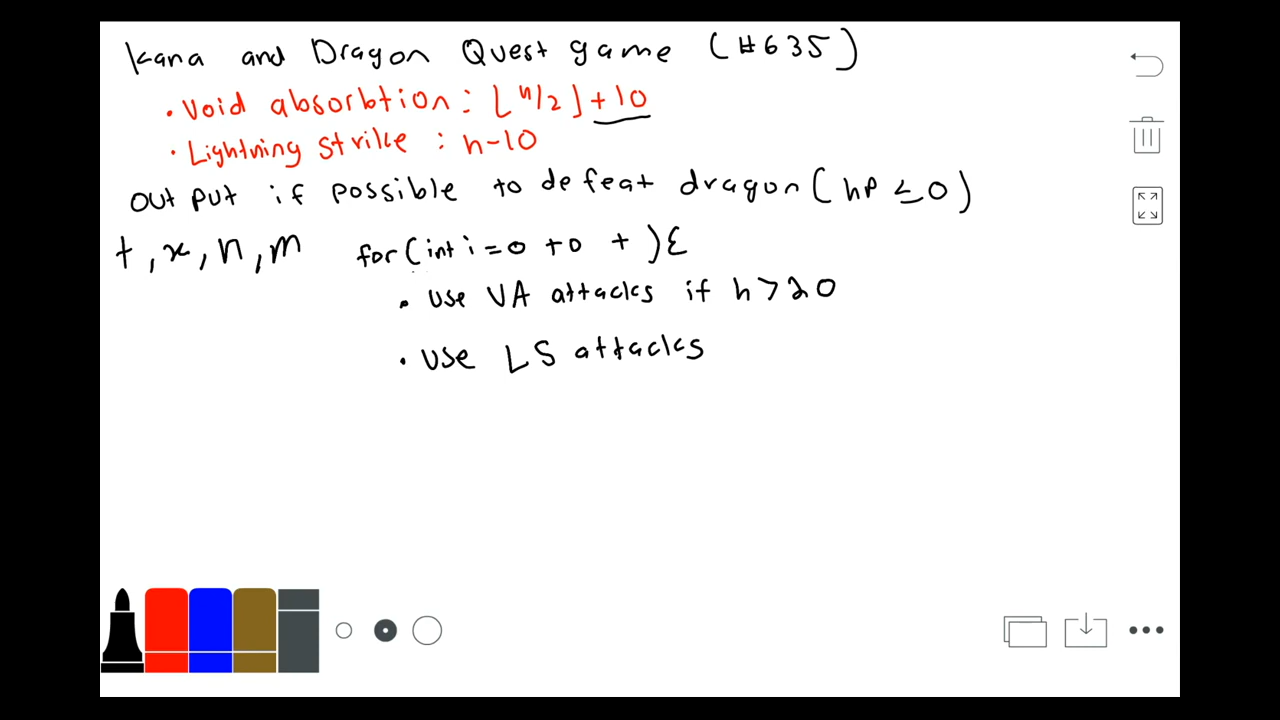 Kana and Dragon Quest game (#635)
• Void absorbtion : ⌊n/2⌋ + 10
• Lightning strike : h-10
output if possible to defeat dragon (hp ≤ 0)
t, x, n, m for (int i = 0 to t) {
• use VA attacks if h > 20
• use LS attacks